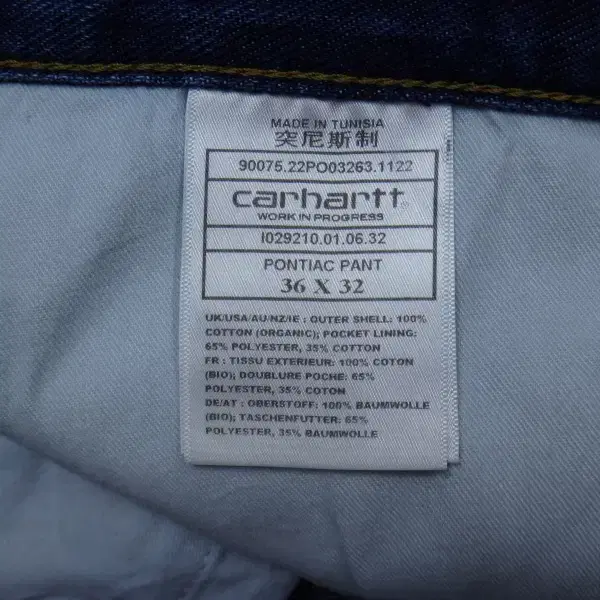 MADE IN TUNISIA
突尼斯制
90075.22PO03263.1122
carhartt
WORK IN PROGRESS
I029210.01.06.32
PONTIAC PANT
36 X 32
UK/USA/AU/NZ/IE : OUTER SHELL: 100%
COTTON (ORGANIC); POCKET LINING:
65% POLYESTER, 35% COTTON
FR : TISSU EXTERIEUR: 100% COTON
(BIO); DOUBLURE POCHE: 65%
POLYESTER, 35% COTON
DE/AT : OBERSTOFF: 100% BAUMWOLLE
(BIO); TASCHENFUTTER: 65%
POLYESTER, 35% BAUMWOLLE